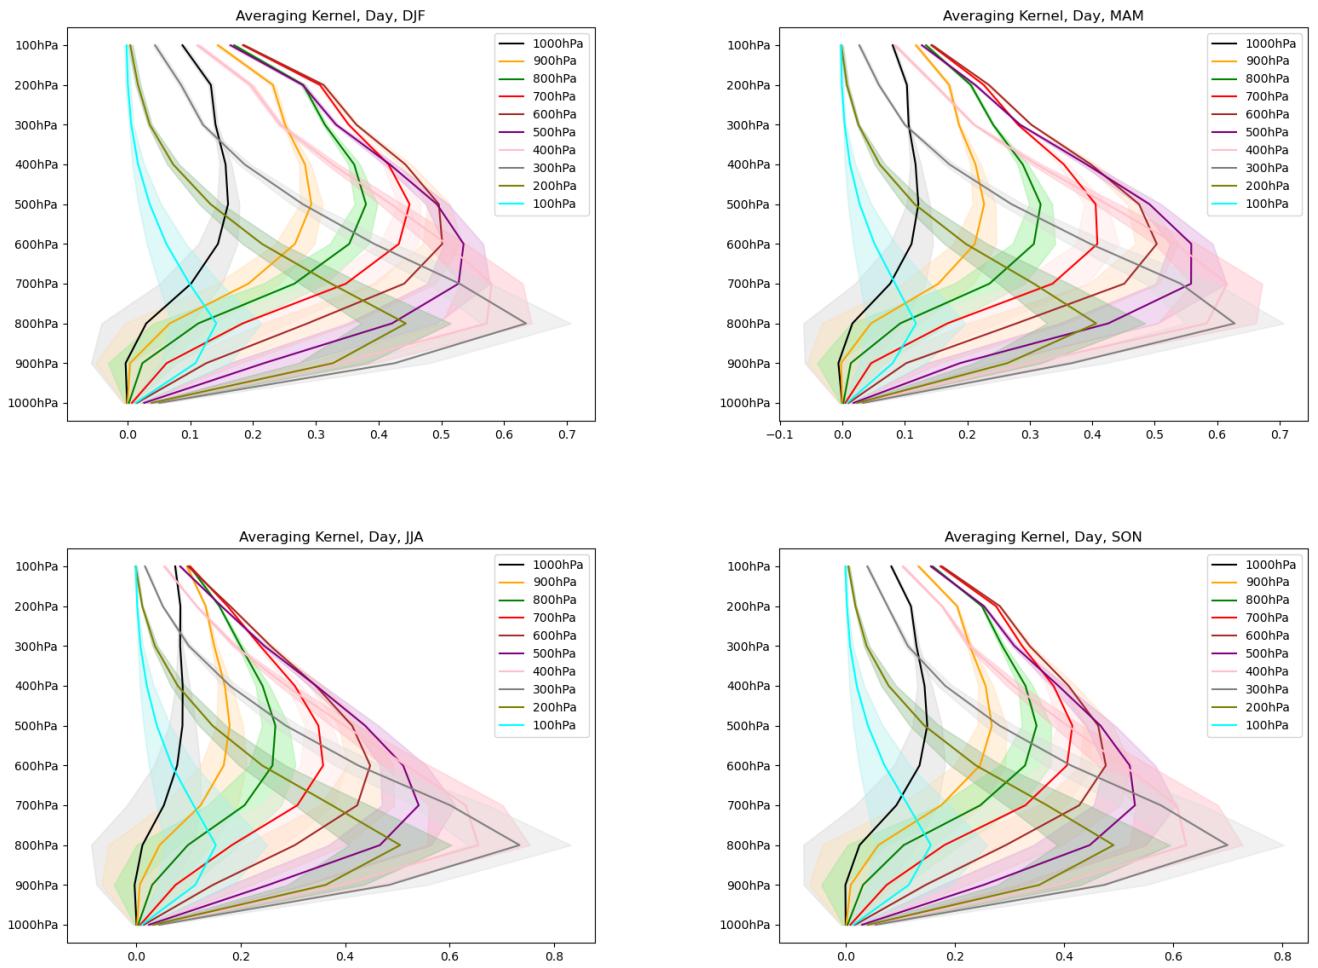 Averaging Kernel, Day, DJF
100hPa
200hPa
300hPa
400hPa
500hPa
600hPa
700hPa
800hPa
900hPa
1000hPa
0.0 0.1 0.2 0.3 0.4 0.5 0.6 0.7
1000hPa
900hPa
800hPa
700hPa
600hPa
500hPa
400hPa
300hPa
200hPa
100hPa
Averaging Kernel, Day, MAM
100hPa
200hPa
300hPa
400hPa
500hPa
600hPa
700hPa
800hPa
900hPa
1000hPa
−0.1 0.0 0.1 0.2 0.3 0.4 0.5 0.6 0.7
1000hPa
900hPa
800hPa
700hPa
600hPa
500hPa
400hPa
300hPa
200hPa
100hPa
Averaging Kernel, Day, JJA
100hPa
200hPa
300hPa
400hPa
500hPa
600hPa
700hPa
800hPa
900hPa
1000hPa
0.0 0.2 0.4 0.6 0.8
1000hPa
900hPa
800hPa
700hPa
600hPa
500hPa
400hPa
300hPa
200hPa
100hPa
Averaging Kernel, Day, SON
100hPa
200hPa
300hPa
400hPa
500hPa
600hPa
700hPa
800hPa
900hPa
1000hPa
0.0 0.2 0.4 0.6 0.8
1000hPa
900hPa
800hPa
700hPa
600hPa
500hPa
400hPa
300hPa
200hPa
100hPa